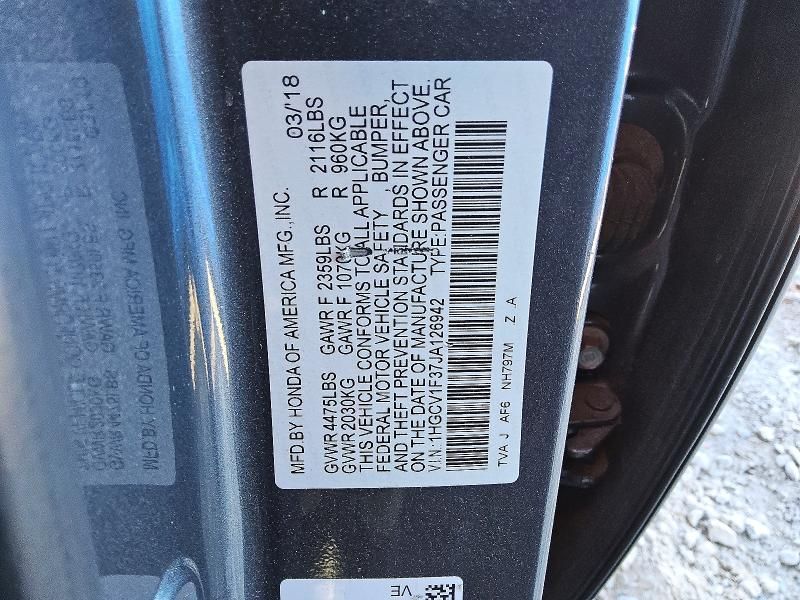 MFD.BY HONDA OF AMERICA MFG.,INC. 03/'18
GVWR 4475LBS GAWR F 2359LBS R 2116LBS
GVWR 2030KG GAWR F 1070KG R 960KG
THIS VEHICLE CONFORMS TO ALL APPLICABLE
FEDERAL MOTOR VEHICLE SAFETY , BUMPER,
AND THEFT PREVENTION STANDARDS IN EFFECT
ON THE DATE OF MANUFACTURE SHOWN ABOVE.
V.I.N.:1HGCV1F37JA126942 TYPE:PASSENGER CAR
TVA J AF6 NH797M Z A
VE